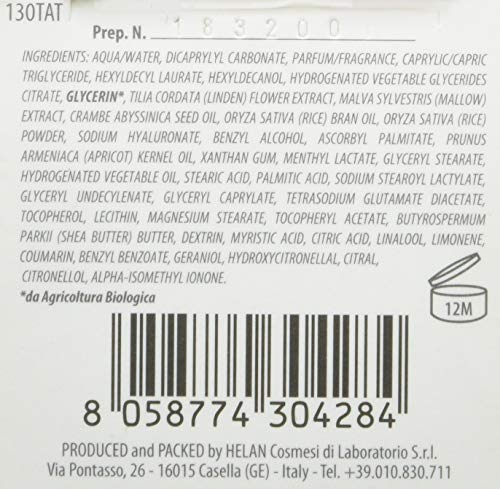 130TAT
Prep. N. 183200
INGREDIENTS: AQUA/WATER, DICAPRYLYL CARBONATE, PARFUM/FRAGRANCE, CAPRYLIC/CAPRIC
TRIGLYCERIDE, HEXYLDECYL LAURATE, HEXYLDECANOL, HYDROGENATED VEGETABLE GLYCERIDES
CITRATE, GLYCERIN*, TILIA CORDATA (LINDEN) FLOWER EXTRACT, MALVA SYLVESTRIS (MALLOW)
EXTRACT, CRAMBE ABYSSINICA SEED OIL, ORYZA SATIVA (RICE) BRAN OIL, ORYZA SATIVA (RICE)
POWDER, SODIUM HYALURONATE, BENZYL ALCOHOL, ASCORBYL PALMITATE, PRUNUS
ARMENIACA (APRICOT) KERNEL OIL, XANTHAN GUM, MENTHYL LACTATE, GLYCERYL STEARATE,
HYDROGENATED VEGETABLE OIL, STEARIC ACID, PALMITIC ACID, SODIUM STEAROYL LACTYLATE,
GLYCERYL UNDECYLENATE, GLYCERYL CAPRYLATE, TETRASODIUM GLUTAMATE DIACETATE,
TOCOPHEROL, LECITHIN, MAGNESIUM STEARATE, TOCOPHERYL ACETATE, BUTYROSPERMUM
PARKII (SHEA BUTTER) BUTTER, DEXTRIN, MYRISTIC ACID, CITRIC ACID, LINALOOL, LIMONENE,
COUMARIN, BENZYL BENZOATE, GERANIOL, HYDROXYCITRONELLAL, CITRAL,
CITRONELLOL, ALPHA-ISOMETHYL IONONE.
*da Agricoltura Biologica
12M
8 058774 304284
PRODUCED and PACKED by HELAN Cosmesi di Laboratorio S.r.l.
Via Pontasso, 26 - 16015 Casella (GE) - Italy - Tel. +39.010.830.711